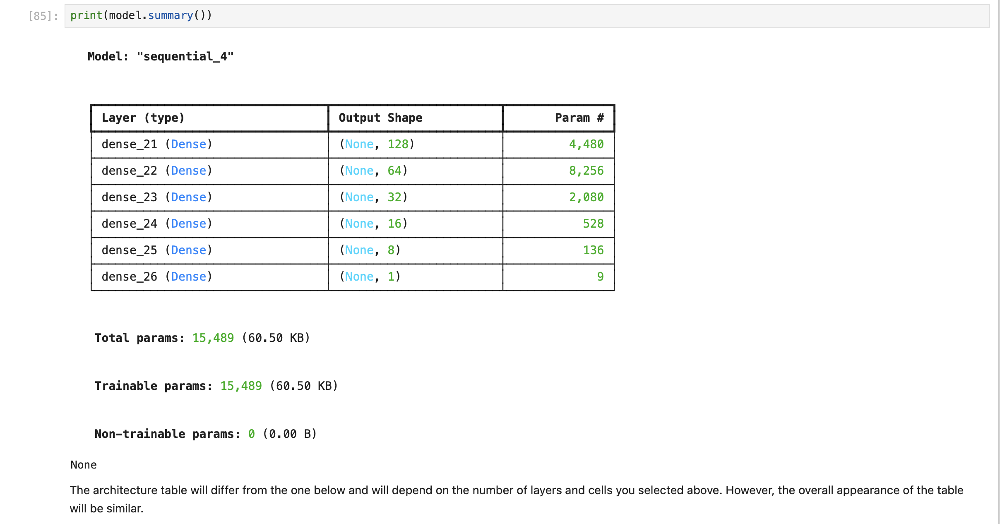 [85]: print(model.summary())
Model: "sequential_4"
Layer (type) Output Shape Param #
dense_21 (Dense) (None, 128) 4,480
dense_22 (Dense) (None, 64) 8,256
dense_23 (Dense) (None, 32) 2,080
dense_24 (Dense) (None, 16) 528
dense_25 (Dense) (None, 8) 136
dense_26 (Dense) (None, 1) 9
Total params: 15,489 (60.50 KB)
Trainable params: 15,489 (60.50 KB)
Non-trainable params: 0 (0.00 B)
None
The architecture table will differ from the one below and will depend on the number of layers and cells you selected above. However, the overall appearance of the table
will be similar.